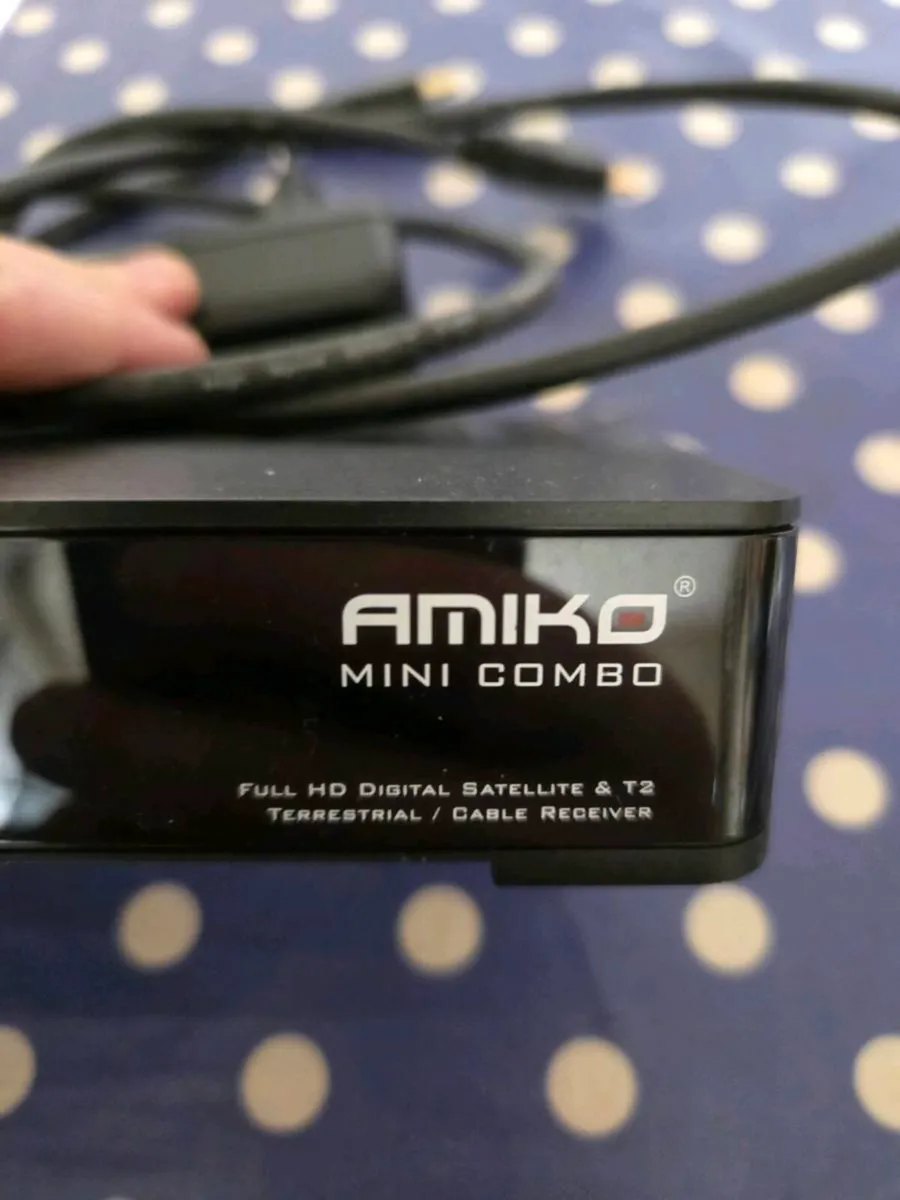 AMIKO®
MINI COMBO
FULL HD DIGITAL SATELLITE & T2
TERRESTRIAL / CABLE RECEIVER